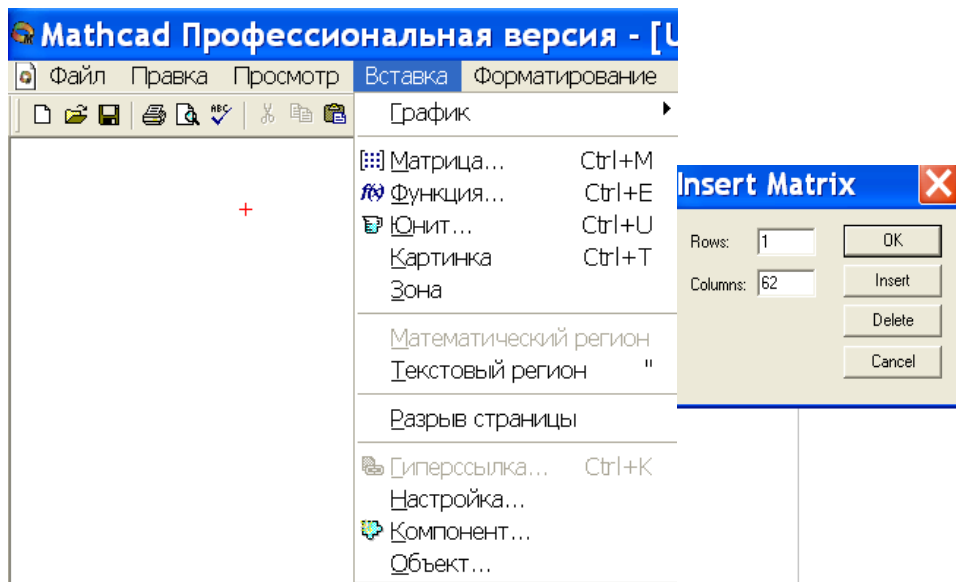 Mathcad Профессиональная версия - [U
Файл Правка Просмотр Вставка Форматирование
ABC
График
Матрица... Ctrl+M
f(x) Функция... Ctrl+E
Юнит... Ctrl+U
Картинка Ctrl+T
Зона
Математический регион
Текстовый регион "
Разрыв страницы
Гиперссылка... Ctrl+K
Настройка...
Компонент...
Объект...
Insert Matrix
Rows: 1 OK
Columns: 62 Insert
Delete
Cancel